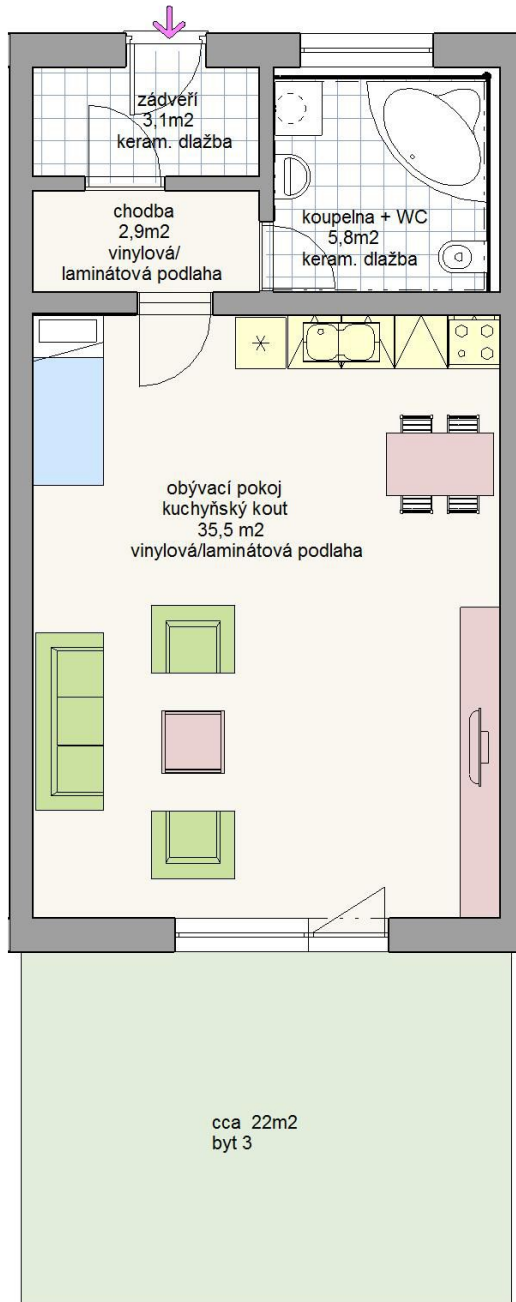 zádveří
3,1m2
keram. dlažba
chodba
2,9m2
vinylová/
laminátová podlaha
koupelna + WC
5,8m2
keram. dlažba
obývací pokoj
kuchyňský kout
35,5 m2
vinylová/laminátová podlaha
cca 22m2
byt 3